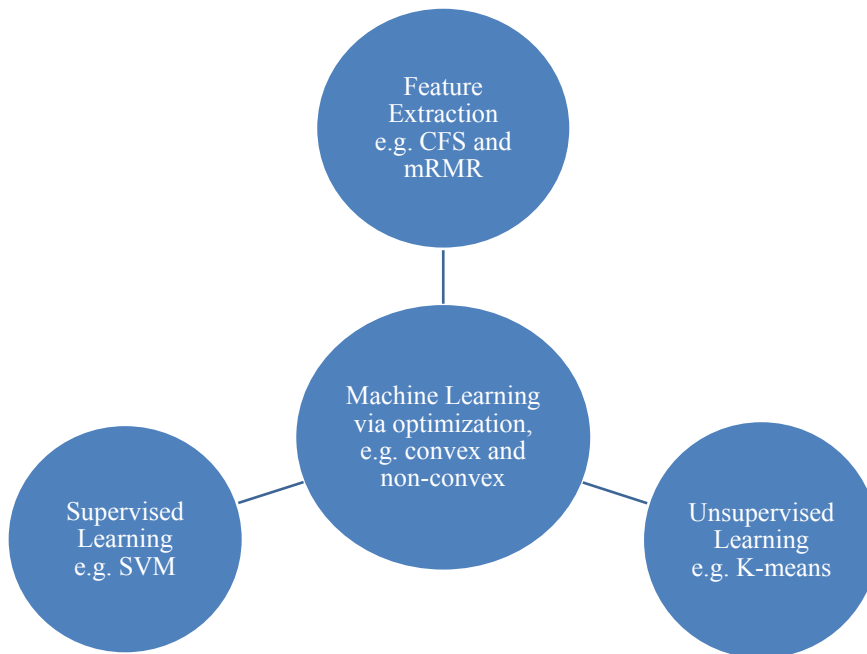 Feature
Extraction
e.g. CFS and
mRMR
Machine Learning
via optimization,
e.g. convex and
non-convex
Supervised
Learning
e.g. SVM
Unsupervised
Learning
e.g. K-means